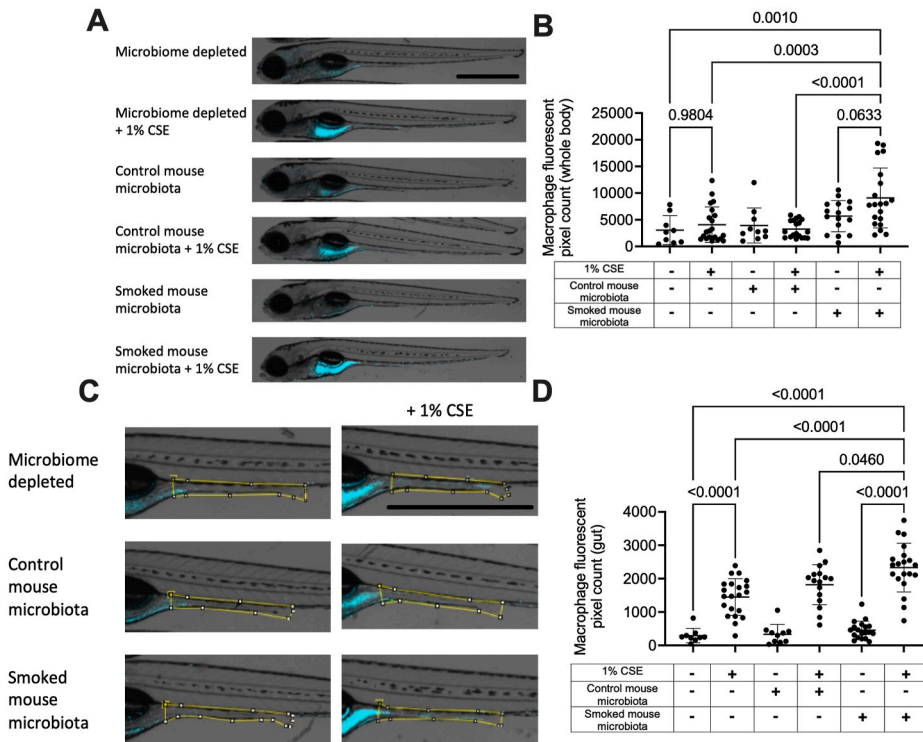 A
Microbiome depleted
Microbiome depleted
+ 1% CSE
Control mouse
microbiota
Control mouse
microbiota + 1% CSE
Smoked mouse
microbiota
Smoked mouse
microbiota + 1% CSE
B
0.0010
0.0003
<0.0001
0.9804
0.0633
Macrophage fluorescent
pixel count (whole body)
25000
20000
15000
10000
5000
0
1% CSE - + - + - +
Control mouse
microbiota - - + + - -
Smoked mouse
microbiota - - - - + +
C
+ 1% CSE
Microbiome
depleted
Control
mouse
microbiota
Smoked
mouse
microbiota
D
<0.0001
<0.0001
0.0460
<0.0001
<0.0001
Macrophage fluorescent
pixel count (gut)
4000
3000
2000
1000
0
1% CSE - + - + - +
Control mouse
microbiota - - + + - -
Smoked mouse
microbiota - - - - + +